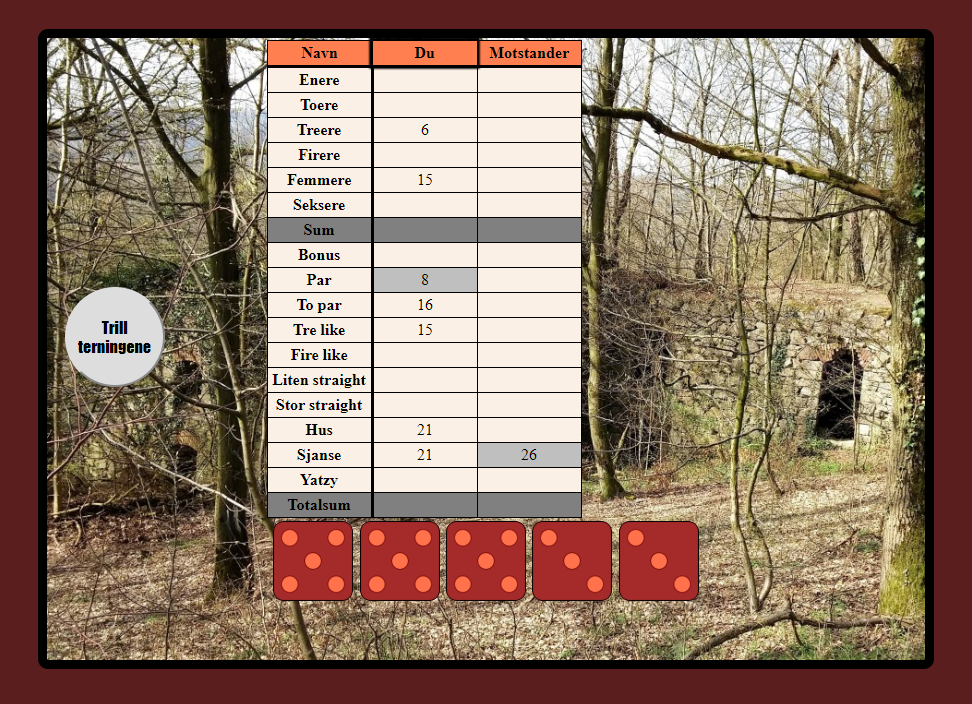 Navn Du Motstander
Enere
Toere
Treere 6
Firere
Femmere 15
Seksere
Sum
Bonus
Par 8
To par 16
Tre like 15
Fire like
Liten straight
Stor straight
Hus 21
Sjanse 21 26
Yatzy
Totalsum
Trill
terningene